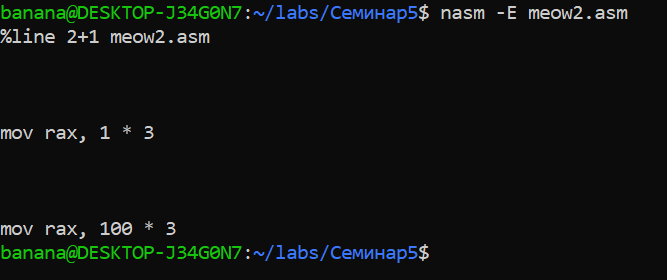 banana@DESKTOP-J34G0N7:~/labs/Семинар5$ nasm -E meow2.asm
%line 2+1 meow2.asm
mov rax, 1 * 3
mov rax, 100 * 3
banana@DESKTOP-J34G0N7:~/labs/Семинар5$